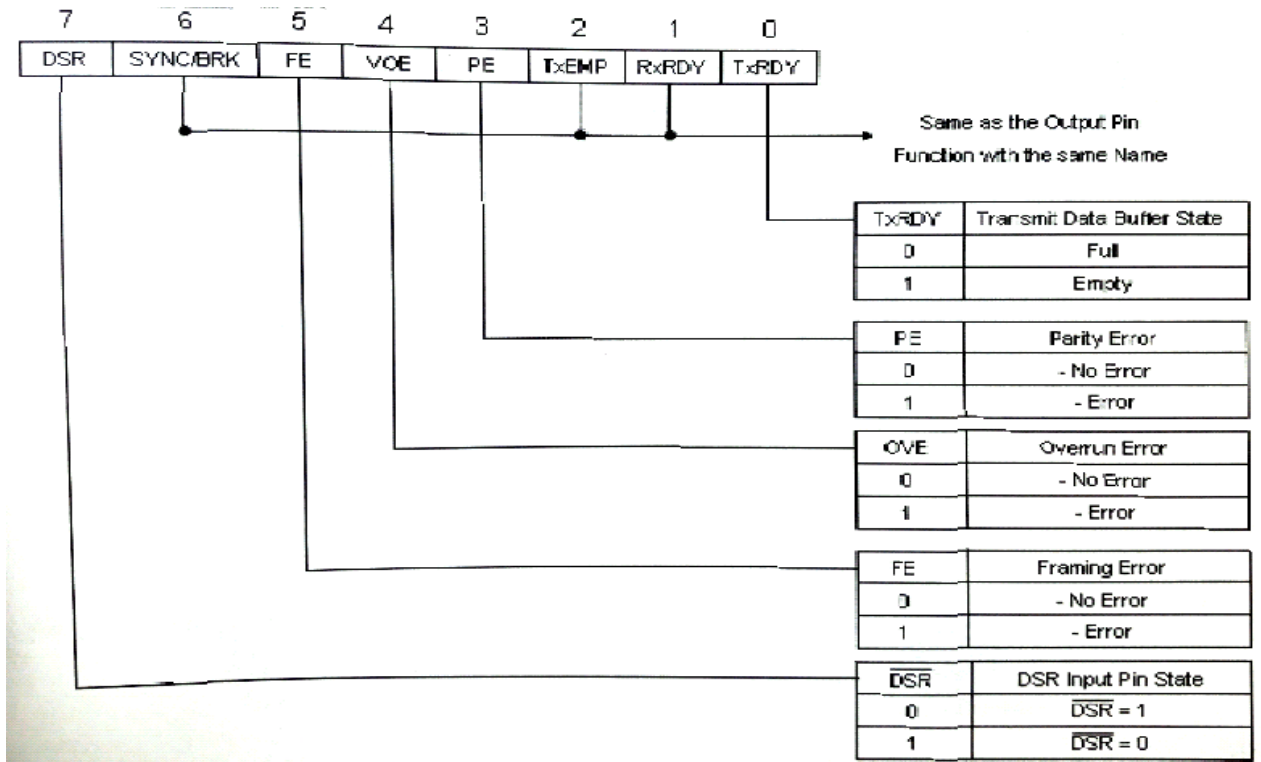 7 6 5 4 3 2 1 0
DSR SYNC/BRK FE VOE PE TxEMP RxRDY TxRDY
Same as the Output Pin
Function with the same Name
TxRDY Transmit Data Buffer State
0 Full
1 Empty
PE Parity Error
0 - No Error
1 - Error
OVE Overrun Error
0 - No Error
1 - Error
FE Framing Error
0 - No Error
1 - Error
D̅S̅R̅ DSR Input Pin State
0 D̅S̅R̅ = 1
1 D̅S̅R̅ = 0